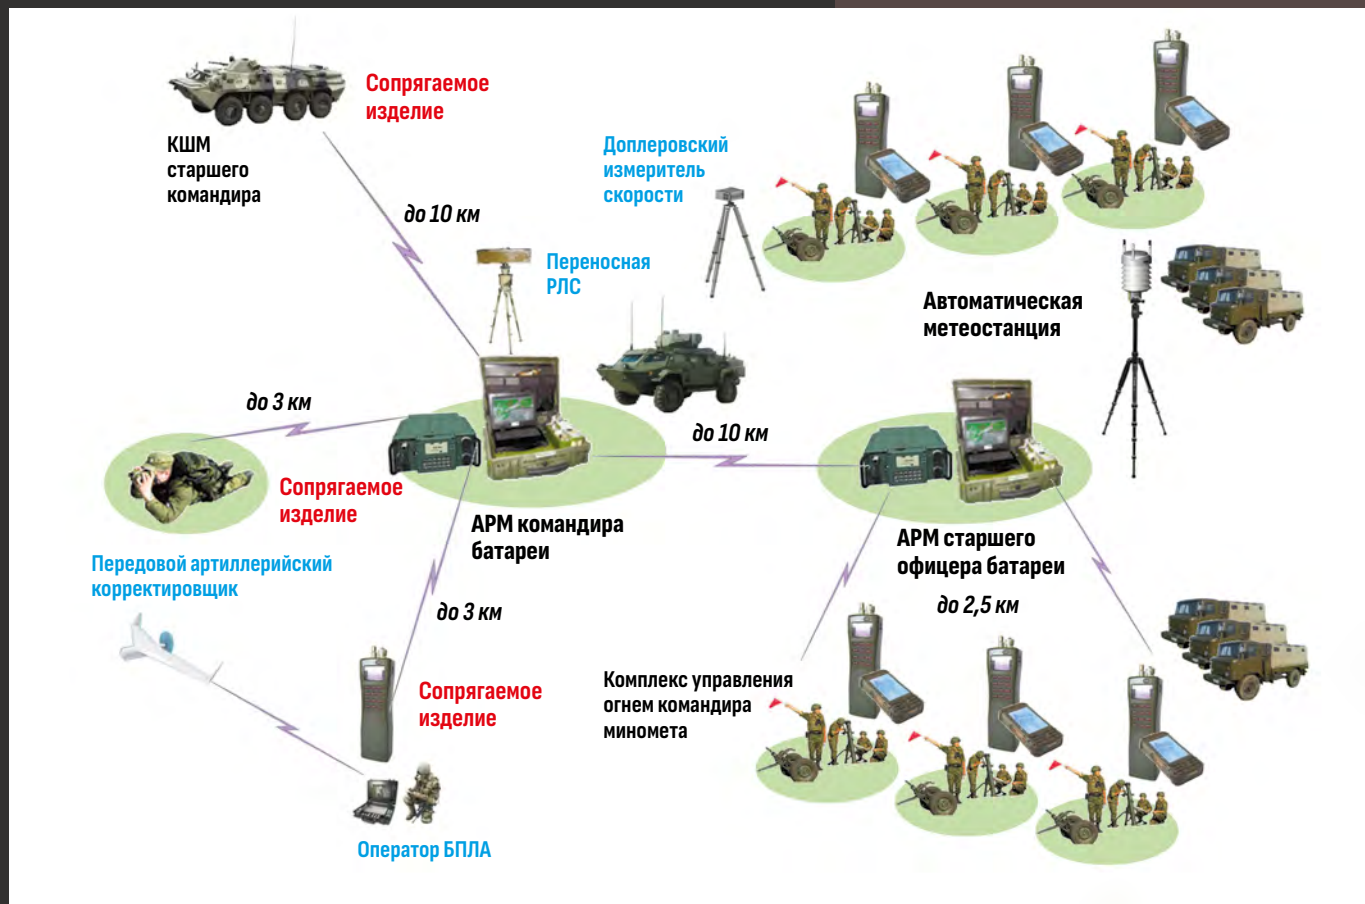 Сопрягаемое
изделие
КШМ
старшего
командира
до 10 км
Доплеровский
измеритель
скорости
Переносная
РЛС
Автоматическая
метеостанция
до 3 км
до 10 км
Сопрягаемое
изделие
АРМ командира
батареи
АРМ старшего
офицера батареи
до 2,5 км
Передовой артиллерийский
корректировщик
до 3 км
Сопрягаемое
изделие
Комплекс управления
огнем командира
миномета
Оператор БПЛА